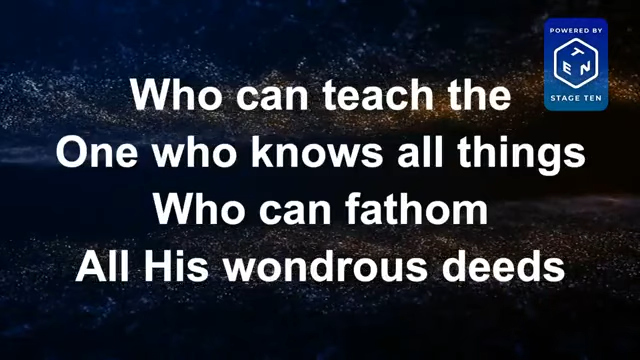 POWERED BY
TEN
STAGE TEN
Who can teach the
One who knows all things
Who can fathom
All His wondrous deeds